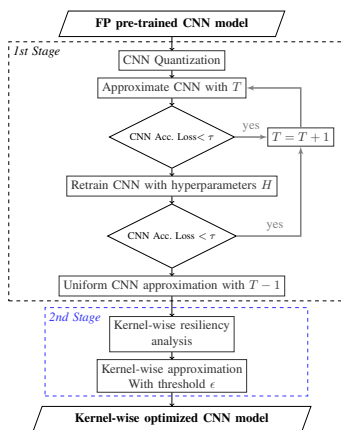 FP pre-trained CNN model
1st Stage
CNN Quantization
Approximate CNN with T
CNN Acc. Loss< τ
yes
T = T + 1
Retrain CNN with hyperparameters H
CNN Acc. Loss < τ
yes
Uniform CNN approximation with T − 1
2nd Stage
Kernel-wise resiliency
analysis
Kernel-wise approximation
With threshold ϵ
Kernel-wise optimized CNN model